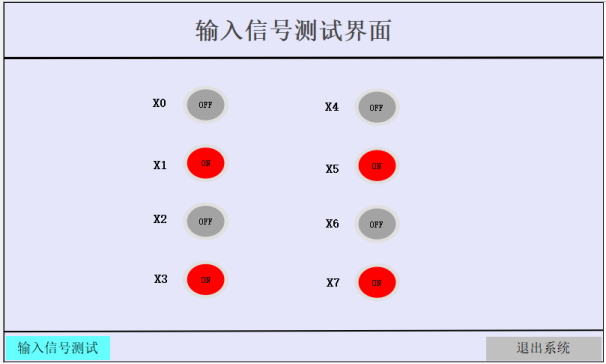 输入信号测试界面
X0 OFF X4 OFF
X1 ON X5 ON
X2 OFF X6 OFF
X3 ON X7 ON
输入信号测试 退出系统